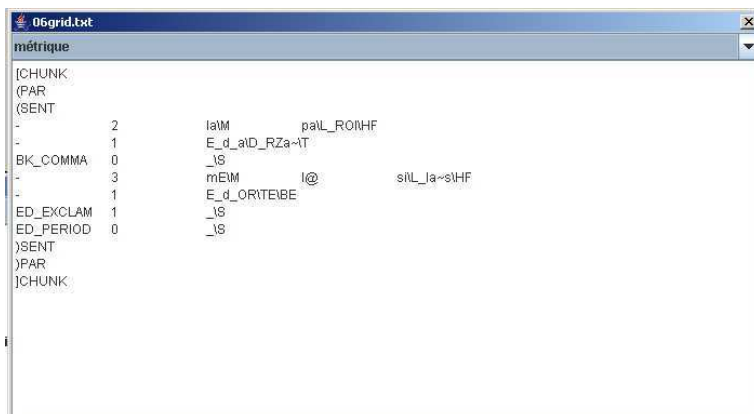 06grid.txt
métrique
[CHUNK
(PAR
(SENT
- 2 la\M pa\L_ROI\HF
- 1 E_d_a\D_RZa~\T
BK_COMMA 0 _\S
- 3 mE\M l@ si\L_la~s\HF
- 1 E_d_OR\TE\BE
ED_EXCLAM 1 _\S
ED_PERIOD 0 _\S
)SENT
)PAR
]CHUNK